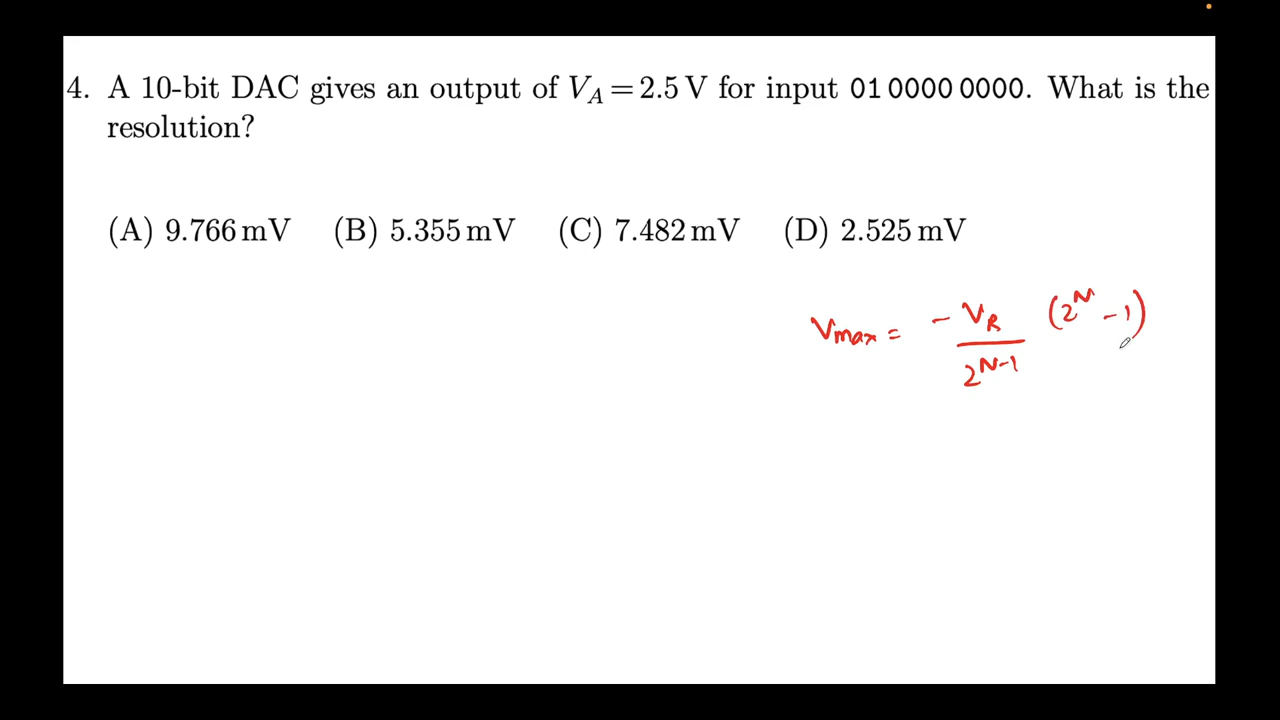 4. A 10-bit DAC gives an output of V_A = 2.5 V for input 01 0000 0000. What is the
resolution?
(A) 9.766 mV (B) 5.355 mV (C) 7.482 mV (D) 2.525 mV
Vmax = - V_R / 2^(N-1) (2^N - 1)